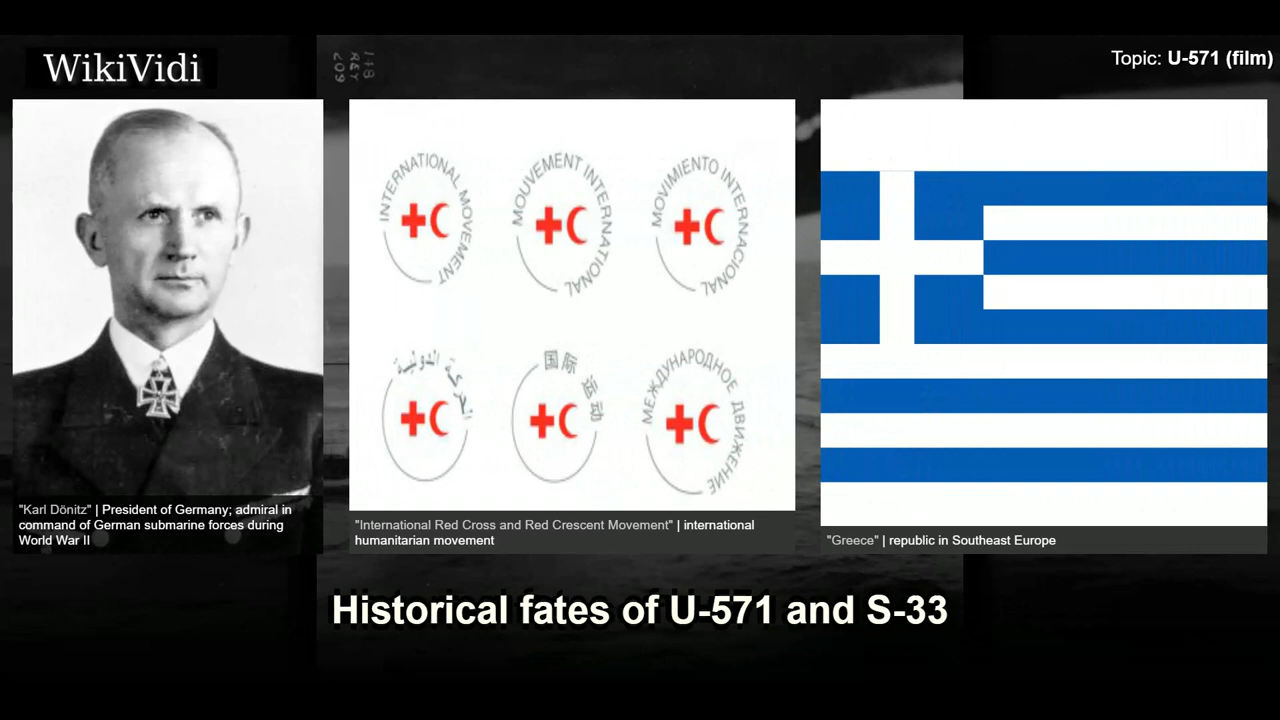 WikiVidi
Topic: U-571 (film)
INTERNATIONAL MOVEMENT
MOUVEMENT INTERNATIONAL
MOVIMIENTO INTERNACIONAL
الحركة الدولية
国际 运动
МЕЖДУНАРОДНОЕ ДВИЖЕНИЕ
"Karl Dönitz" | President of Germany; admiral in
command of German submarine forces during
World War II
"International Red Cross and Red Crescent Movement" | international
humanitarian movement
"Greece" | republic in Southeast Europe
Historical fates of U-571 and S-33